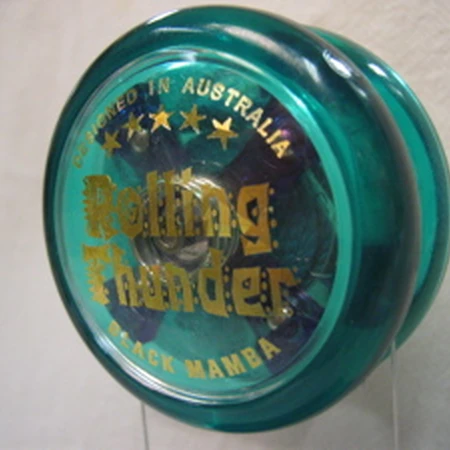 DESIGNED IN AUSTRALIA
Rolling
Thunder
BLACK MAMBA